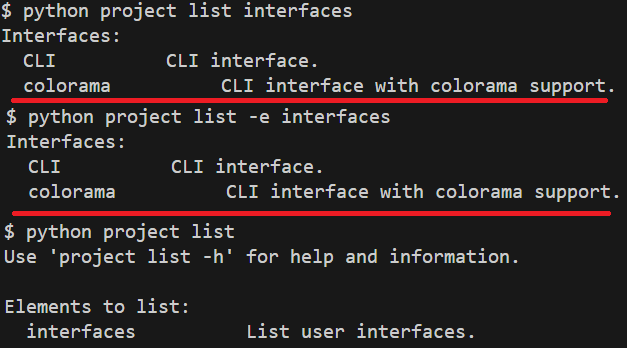 $ python project list interfaces
Interfaces:
  CLI          CLI interface.
  colorama          CLI interface with colorama support.
$ python project list -e interfaces
Interfaces:
  CLI          CLI interface.
  colorama          CLI interface with colorama support.
$ python project list
Use 'project list -h' for help and information.

Elements to list:
  interfaces          List user interfaces.